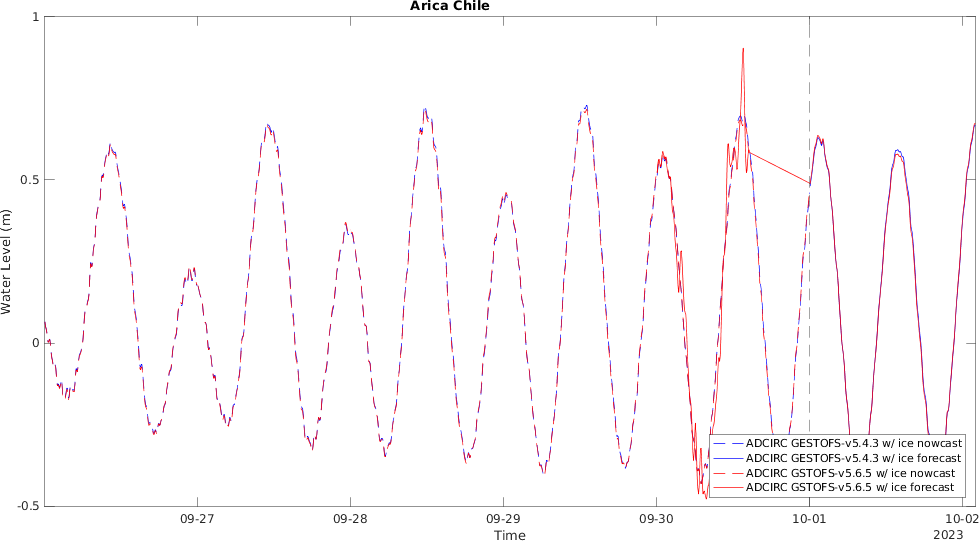 Arica Chile
1
0.5
0
-0.5
Water Level (m)
09-27
09-28
09-29
09-30
10-01
10-02
Time
2023
ADCIRC GESTOFS-v5.4.3 w/ ice nowcast
ADCIRC GESTOFS-v5.4.3 w/ ice forecast
ADCIRC GSTOFS-v5.6.5 w/ ice nowcast
ADCIRC GSTOFS-v5.6.5 w/ ice forecast